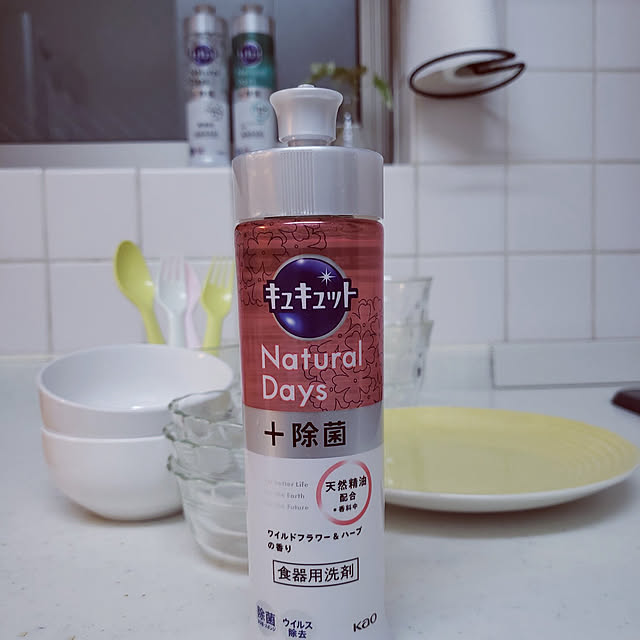 キュキュット
Natural
Days
+除菌
Better Life
天然精油
配合
*香料中
ワイルドフラワー&ハーブ
の香り
食器用洗剤
除菌
ウイルス
除去
Kao